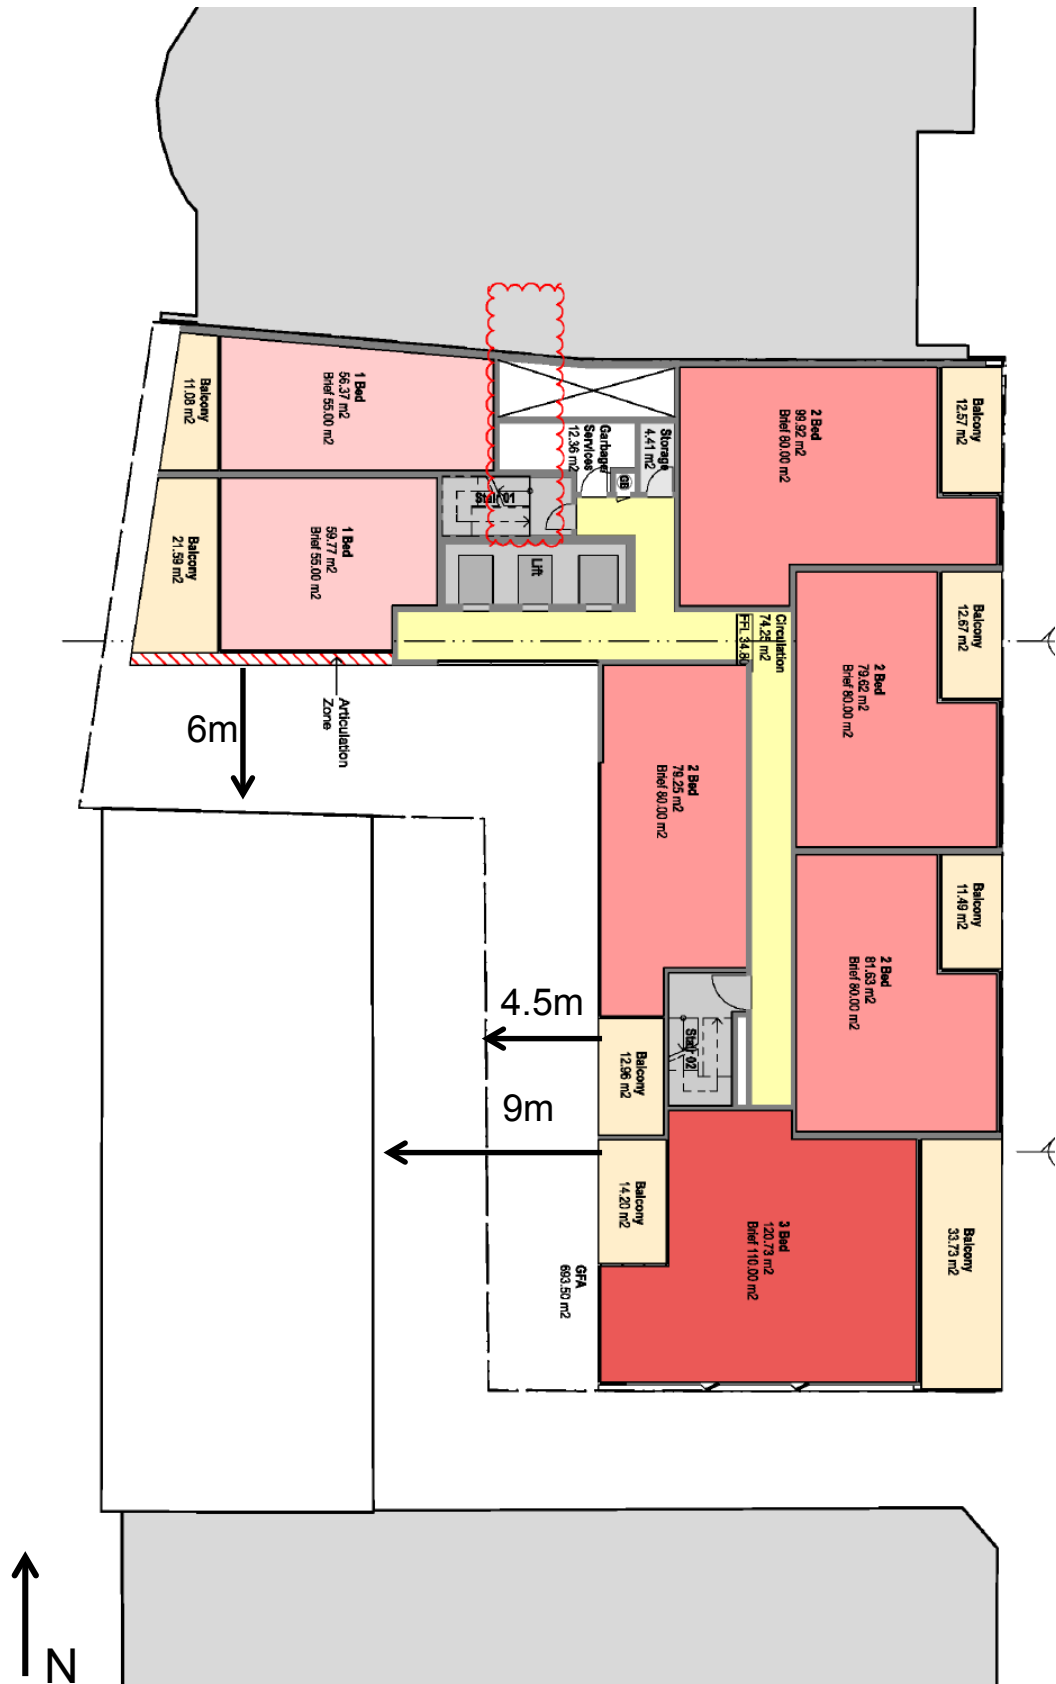 1 Bed
56.37 m2
Brief 55.00 m2
Balcony
11.08 m2
Garbage/
Services
12.36 m2
Storage
4.41 m2
GB
2 Bed
99.92 m2
Brief 80.00 m2
Balcony
12.57 m2
1 Bed
59.77 m2
Brief 55.00 m2
Balcony
21.59 m2
Stair 01
Lift
Circulation
74.25 m2
FFL 34.80
2 Bed
79.62 m2
Brief 80.00 m2
Balcony
12.67 m2
Articulation
Zone
6m
2 Bed
79.25 m2
Brief 80.00 m2
2 Bed
81.63 m2
Brief 80.00 m2
Balcony
11.49 m2
4.5m
Stair 02
Balcony
12.96 m2
9m
Balcony
14.20 m2
3 Bed
120.73 m2
Brief 110.00 m2
Balcony
33.73 m2
GFA
693.50 m2
N